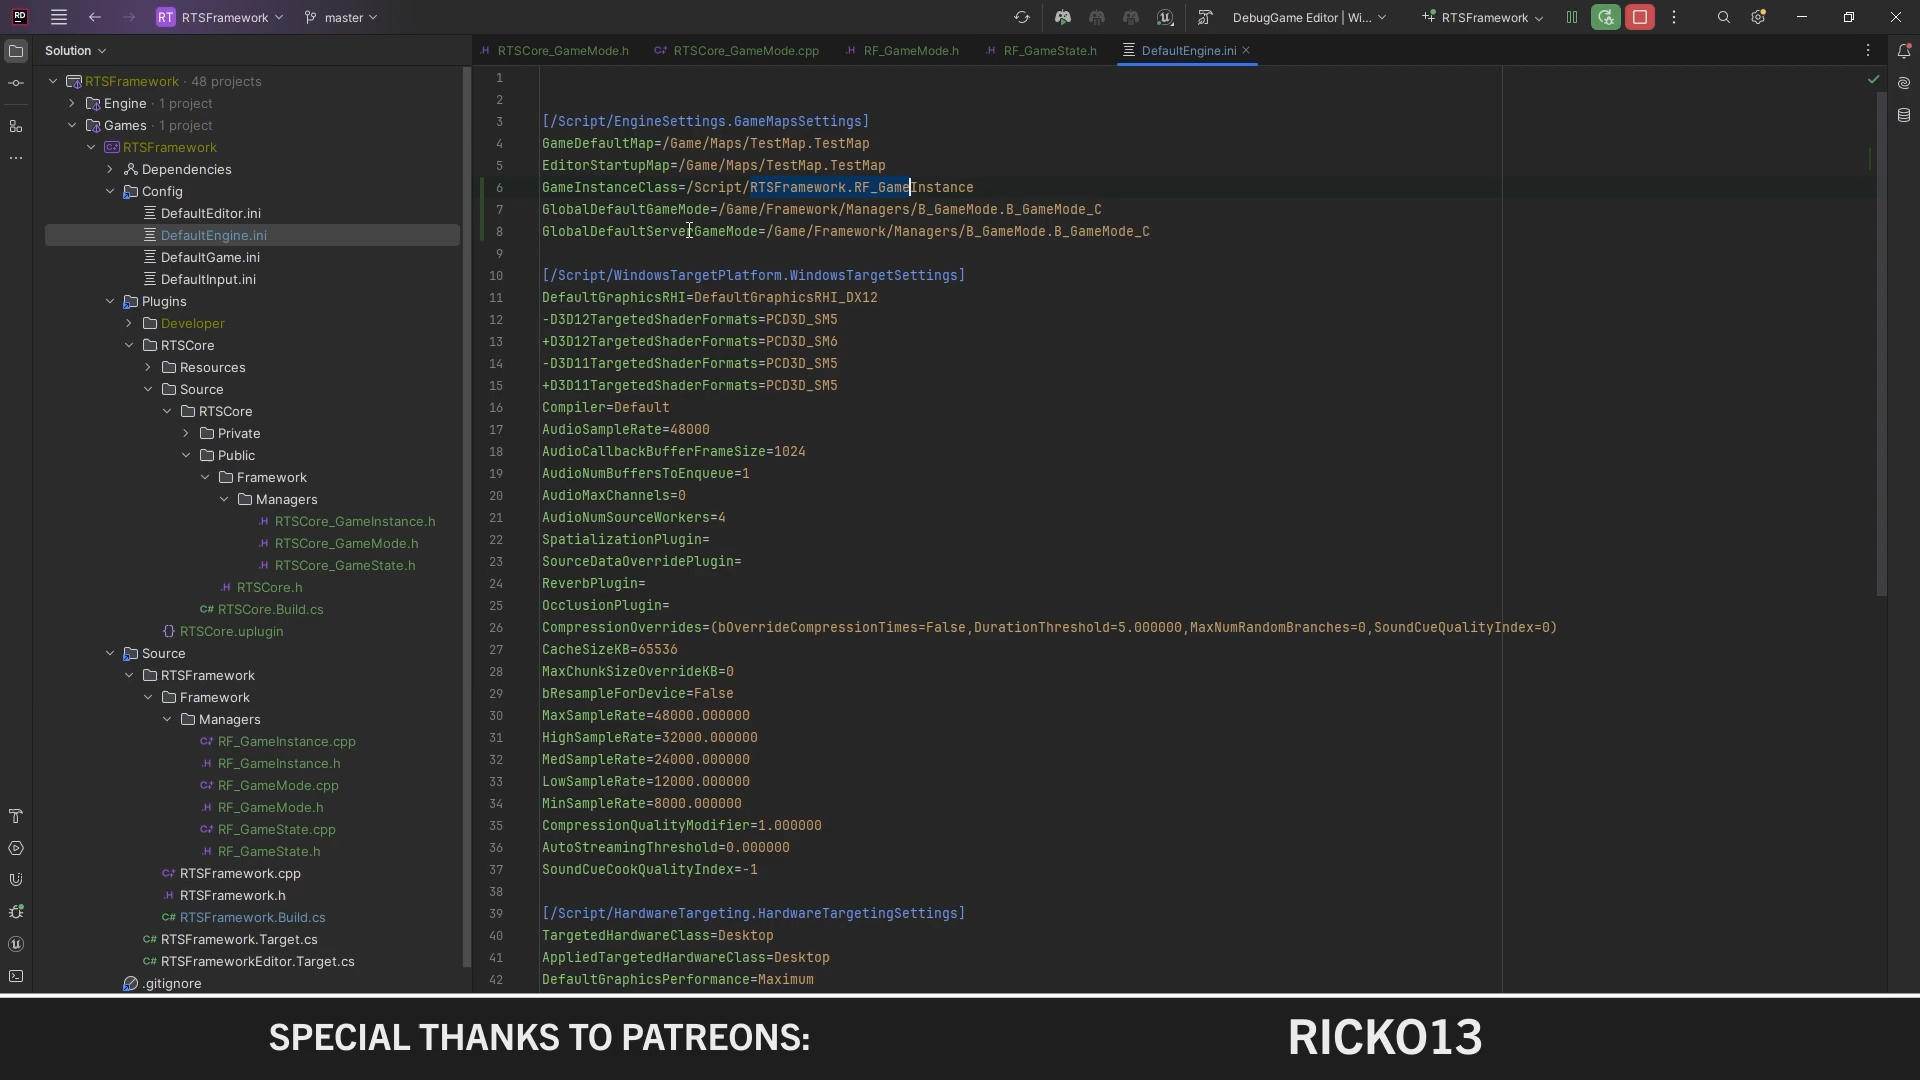 RD
RT
RTSFramework
master
DebugGame Editor | Wi...
RTSFramework
Solution
RTSCore_GameMode.h
RTSCore_GameMode.cpp
RF_GameMode.h
RF_GameState.h
DefaultEngine.ini
RTSFramework · 48 projects
Engine · 1 project
Games · 1 project
RTSFramework
Dependencies
Config
DefaultEditor.ini
DefaultEngine.ini
DefaultGame.ini
DefaultInput.ini
Plugins
Developer
RTSCore
Resources
Source
RTSCore
Private
Public
Framework
Managers
.H RTSCore_GameInstance.h
.H RTSCore_GameMode.h
.H RTSCore_GameState.h
.H RTSCore.h
C# RTSCore.Build.cs
{} RTSCore.uplugin
Source
RTSFramework
Framework
Managers
C+ RF_GameInstance.cpp
.H RF_GameInstance.h
C+ RF_GameMode.cpp
.H RF_GameMode.h
C+ RF_GameState.cpp
.H RF_GameState.h
C+ RTSFramework.cpp
.H RTSFramework.h
C# RTSFramework.Build.cs
C# RTSFramework.Target.cs
C# RTSFrameworkEditor.Target.cs
.gitignore
1
2
3 [/Script/EngineSettings.GameMapsSettings]
4 GameDefaultMap=/Game/Maps/TestMap.TestMap
5 EditorStartupMap=/Game/Maps/TestMap.TestMap
6 GameInstanceClass=/Script/RTSFramework.RF_GameInstance
7 GlobalDefaultGameMode=/Game/Framework/Managers/B_GameMode.B_GameMode_C
8 GlobalDefaultServerGameMode=/Game/Framework/Managers/B_GameMode.B_GameMode_C
9
10 [/Script/WindowsTargetPlatform.WindowsTargetSettings]
11 DefaultGraphicsRHI=DefaultGraphicsRHI_DX12
12 -D3D12TargetedShaderFormats=PCD3D_SM5
13 +D3D12TargetedShaderFormats=PCD3D_SM6
14 -D3D11TargetedShaderFormats=PCD3D_SM5
15 +D3D11TargetedShaderFormats=PCD3D_SM5
16 Compiler=Default
17 AudioSampleRate=48000
18 AudioCallbackBufferFrameSize=1024
19 AudioNumBuffersToEnqueue=1
20 AudioMaxChannels=0
21 AudioNumSourceWorkers=4
22 SpatializationPlugin=
23 SourceDataOverridePlugin=
24 ReverbPlugin=
25 OcclusionPlugin=
26 CompressionOverrides=(bOverrideCompressionTimes=False,DurationThreshold=5.000000,MaxNumRandomBranches=0,SoundCueQualityIndex=0)
27 CacheSizeKB=65536
28 MaxChunkSizeOverrideKB=0
29 bResampleForDevice=False
30 MaxSampleRate=48000.000000
31 HighSampleRate=32000.000000
32 MedSampleRate=24000.000000
33 LowSampleRate=12000.000000
34 MinSampleRate=8000.000000
35 CompressionQualityModifier=1.000000
36 AutoStreamingThreshold=0.000000
37 SoundCueCookQualityIndex=-1
38
39 [/Script/HardwareTargeting.HardwareTargetingSettings]
40 TargetedHardwareClass=Desktop
41 AppliedTargetedHardwareClass=Desktop
42 DefaultGraphicsPerformance=Maximum
SPECIAL THANKS TO PATREONS:
RICKO13